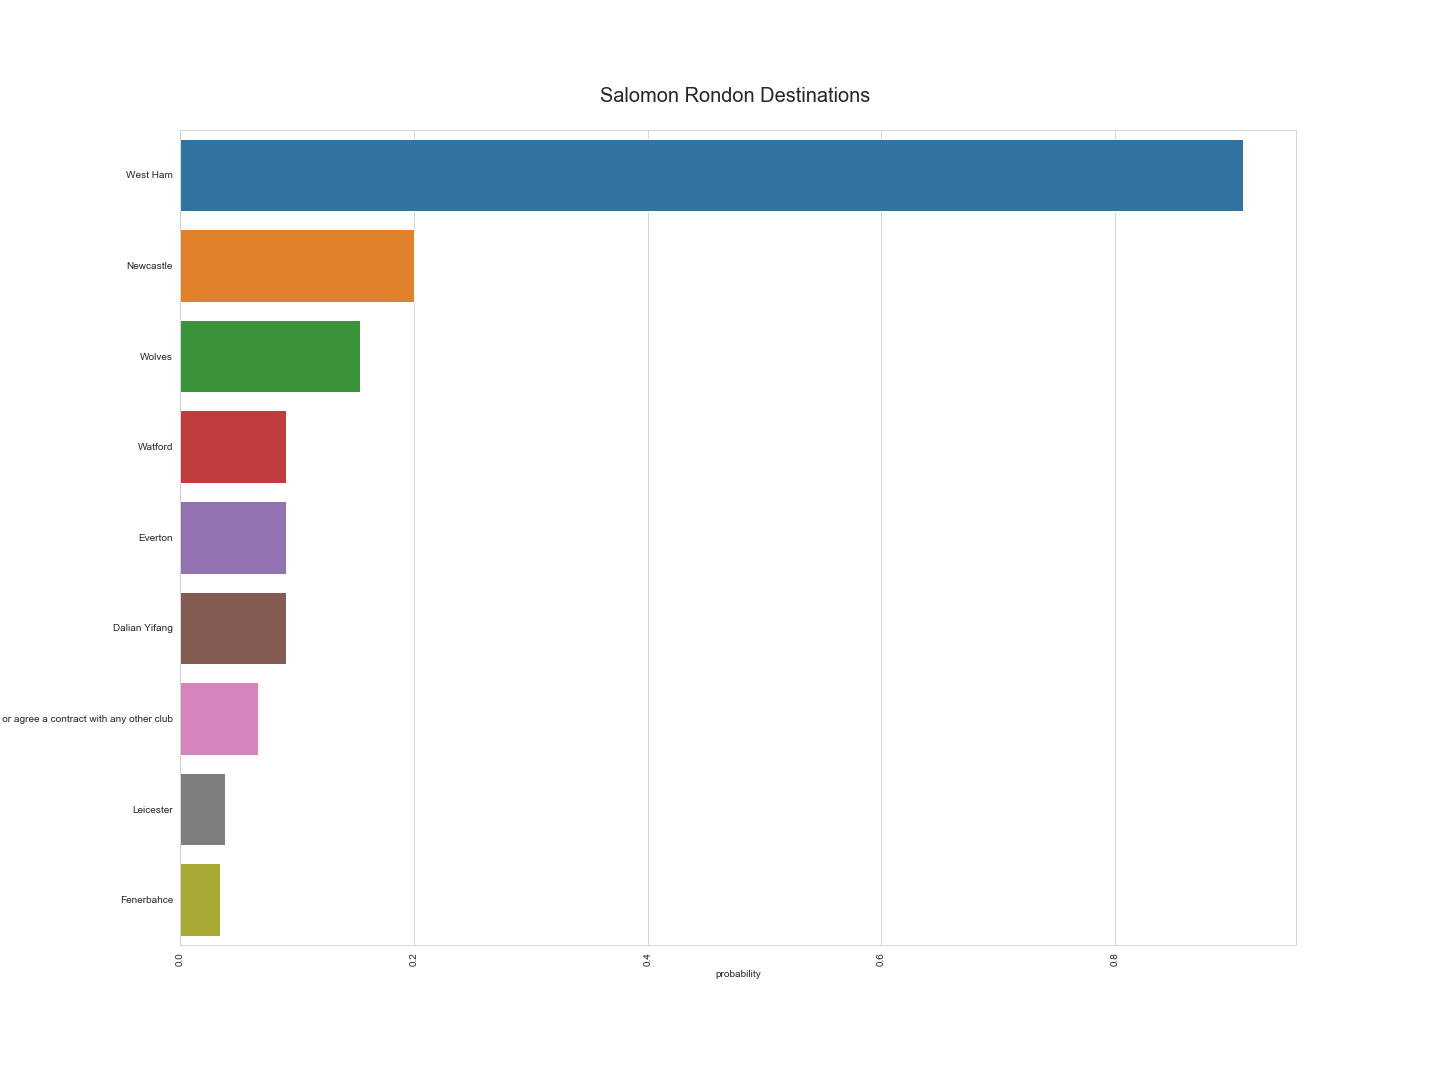 Salomon Rondon Destinations
West Ham
Newcastle
Wolves
Watford
Everton
Dalian Yifang
or agree a contract with any other club
Leicester
Fenerbahce
0.0
0.2
0.4
0.6
0.8
probability